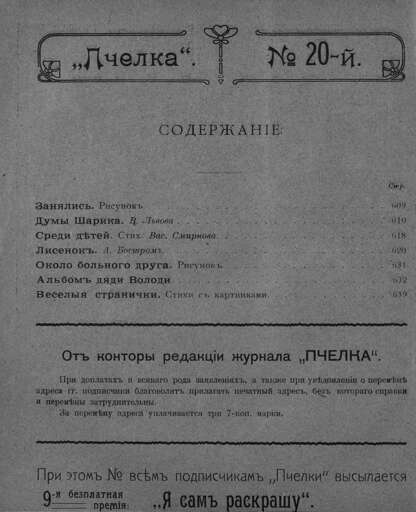 „Пчелка“. № 20-й.
СОДЕРЖАНІЕ:
Стр.
Занялись. Рисунокъ 609
Думы Шарика. В. Львова 610
Среди дѣтей. Стих. Вас. Смирнова 618
Лисенокъ. А. Бостромъ 620
Около больного друга. Рисунокъ 631
Альбомъ дяди Володи 632
Веселыя странички. Стихи съ картинками 639
Отъ конторы редакціи журнала „ПЧЕЛКА“.
При доплатахъ и всякаго рода заявленіяхъ, а также при увѣдомленіи о перемѣнѣ
адреса гг. подписчики благоволятъ прилагать печатный адресъ, безъ котораго справки
и перемѣны затруднительны.
За перемѣну адреса уплачивается три 7-коп. марки.
При этомъ № всѣмъ подписчикамъ „Пчелки“ высылается
9-я безплатная
премія: „Я самъ раскрашу“.